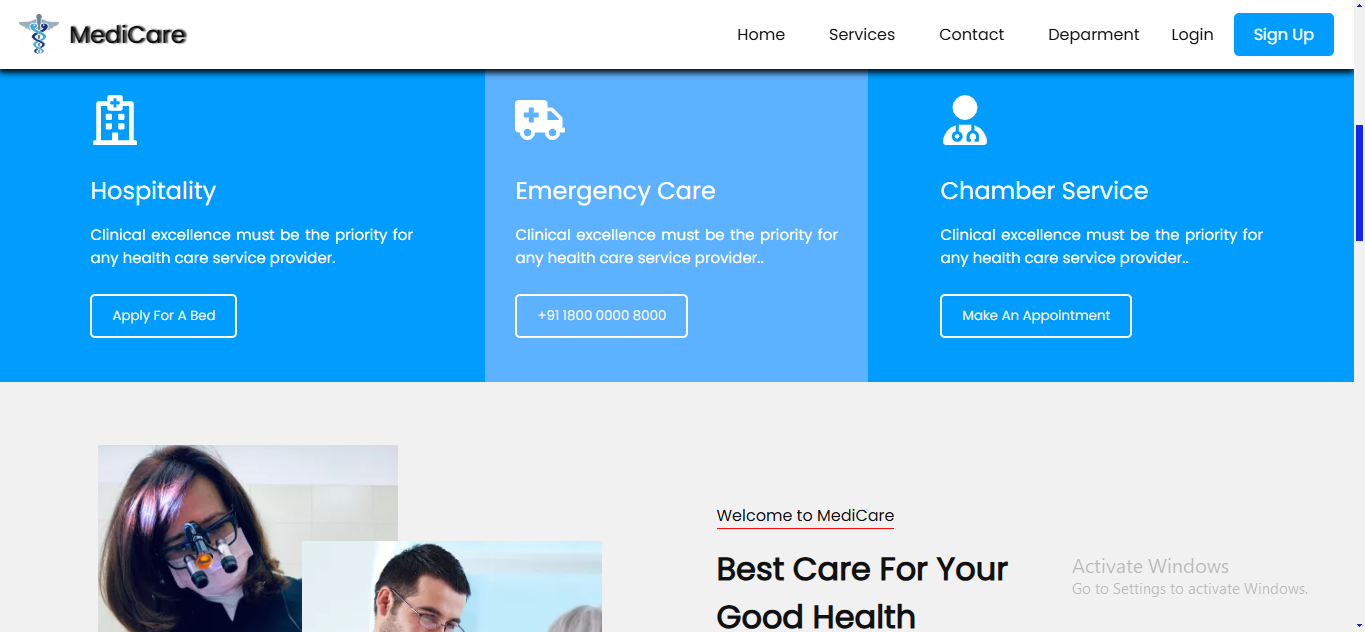 MediCare
Home Services Contact Deparment Login Sign Up
Hospitality
Clinical excellence must be the priority for
any health care service provider.
Apply For A Bed
Emergency Care
Clinical excellence must be the priority for
any health care service provider..
+91 1800 0000 8000
Chamber Service
Clinical excellence must be the priority for
any health care service provider..
Make An Appointment
Welcome to MediCare
Best Care For Your
Good Health
Activate Windows
Go to Settings to activate Windows.